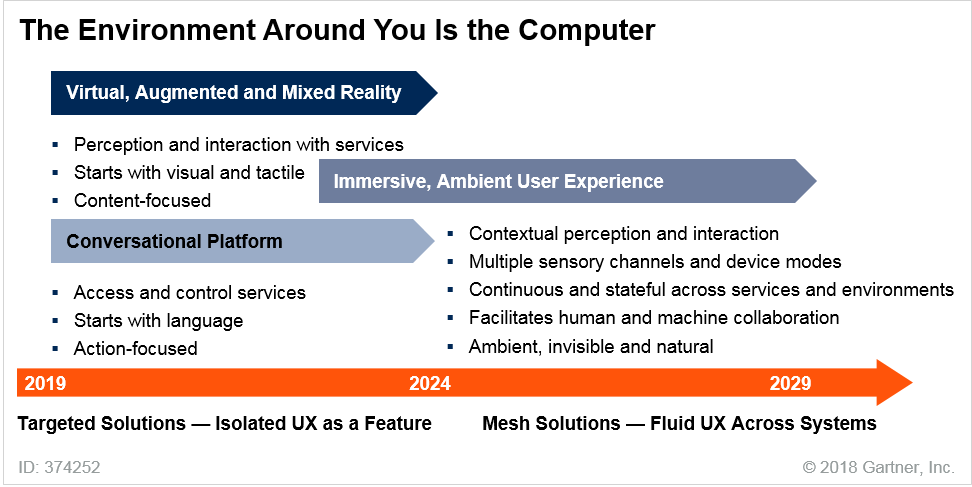 The Environment Around You Is the Computer
Virtual, Augmented and Mixed Reality
▪ Perception and interaction with services
▪ Starts with visual and tactile
▪ Content-focused
Immersive, Ambient User Experience
▪ Contextual perception and interaction
▪ Multiple sensory channels and device modes
▪ Continuous and stateful across services and environments
▪ Facilitates human and machine collaboration
▪ Ambient, invisible and natural
Conversational Platform
▪ Access and control services
▪ Starts with language
▪ Action-focused
2019 2024 2029
Targeted Solutions — Isolated UX as a Feature
Mesh Solutions — Fluid UX Across Systems
ID: 374252
© 2018 Gartner, Inc.